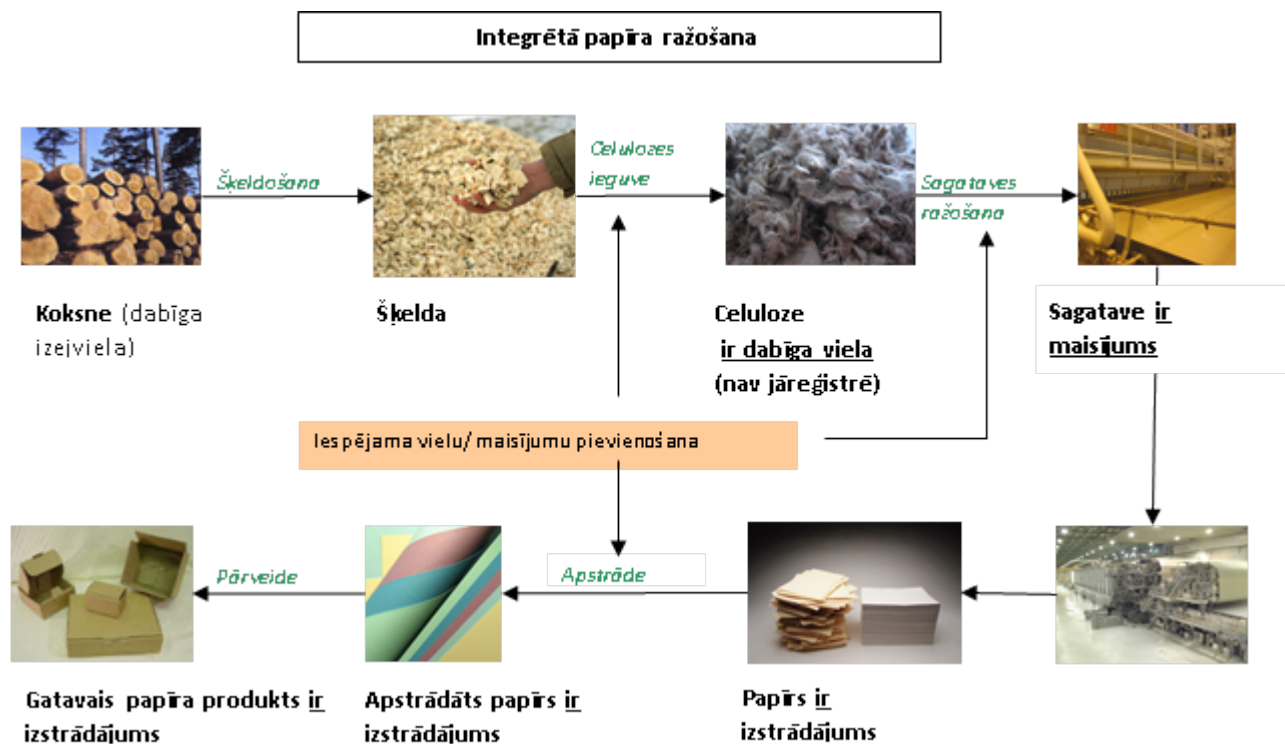 Integrētā papīra ražošana
Šķeldošana
Celulozes
ieguve
Sagataves
ražošana
Koksne (dabīga
izejviela)
Šķelda
Celuloze
ir dabīga viela
(nav jāreģistrē)
Sagatave ir
maisījums
Iespējama vielu/ maisījumu pievienošana
Pārveide
Apstrāde
Gatavais papīra produkts ir
izstrādājums
Apstrādāts papīrs ir
izstrādājums
Papīrs ir
izstrādājums